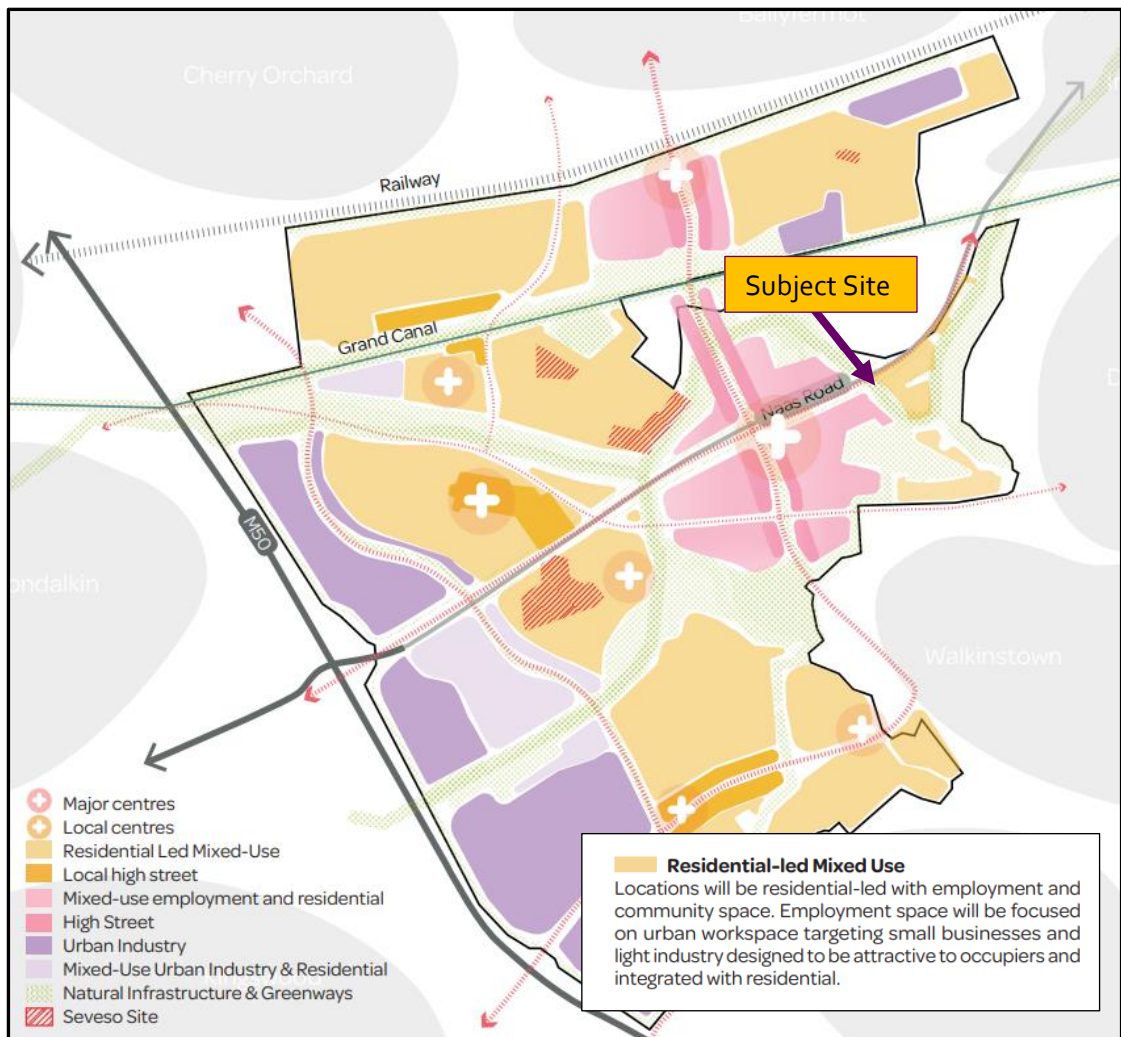 Ballyfermot
Cherry Orchard
Railway
Subject Site
Grand Canal
Naas Road
M50
ondalkin
Walkinstown
Major centres
Local centres
Residential Led Mixed-Use
Local high street
Mixed-use employment and residential
High Street
Urban Industry
Mixed-Use Urban Industry & Residential
Natural Infrastructure & Greenways
Seveso Site
Residential-led Mixed Use
Locations will be residential-led with employment and
community space. Employment space will be focused
on urban workspace targeting small businesses and
light industry designed to be attractive to occupiers and
integrated with residential.